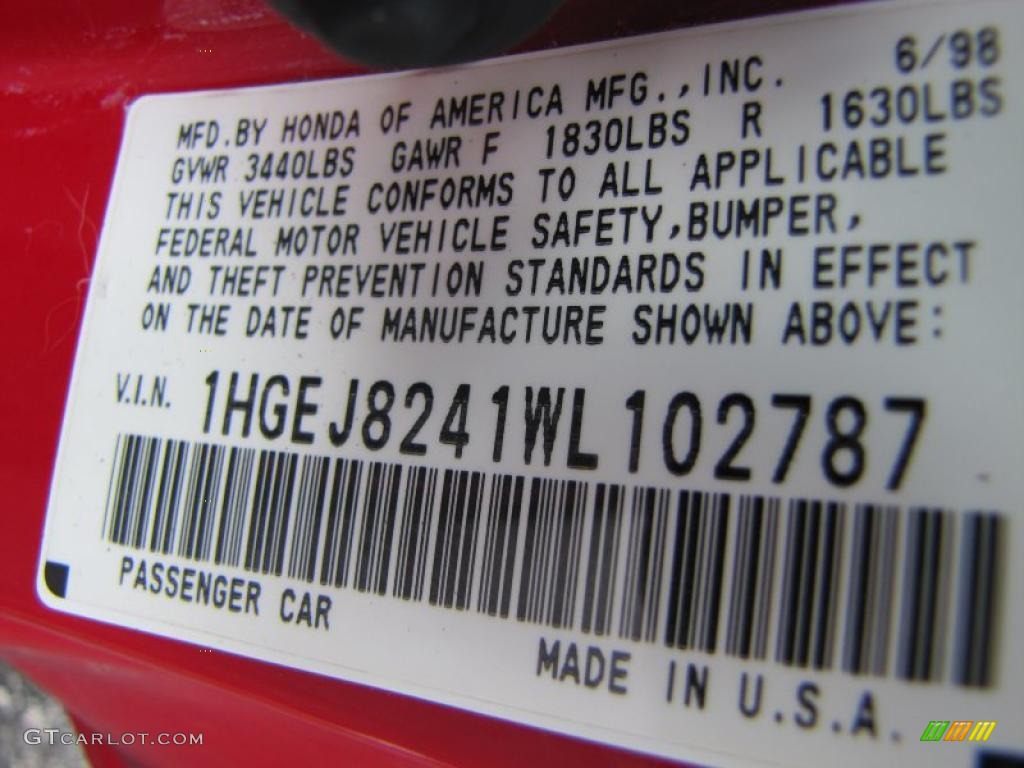 6/98
MFD.BY HONDA OF AMERICA MFG.,INC.
GVWR 3440LBS GAWR F 1830LBS R 1630LBS
THIS VEHICLE CONFORMS TO ALL APPLICABLE
FEDERAL MOTOR VEHICLE SAFETY,BUMPER,
AND THEFT PREVENTION STANDARDS IN EFFECT
ON THE DATE OF MANUFACTURE SHOWN ABOVE:
V.I.N. 1HGEJ8241WL102787
PASSENGER CAR
MADE IN U.S.A.
GTCARLOT.COM